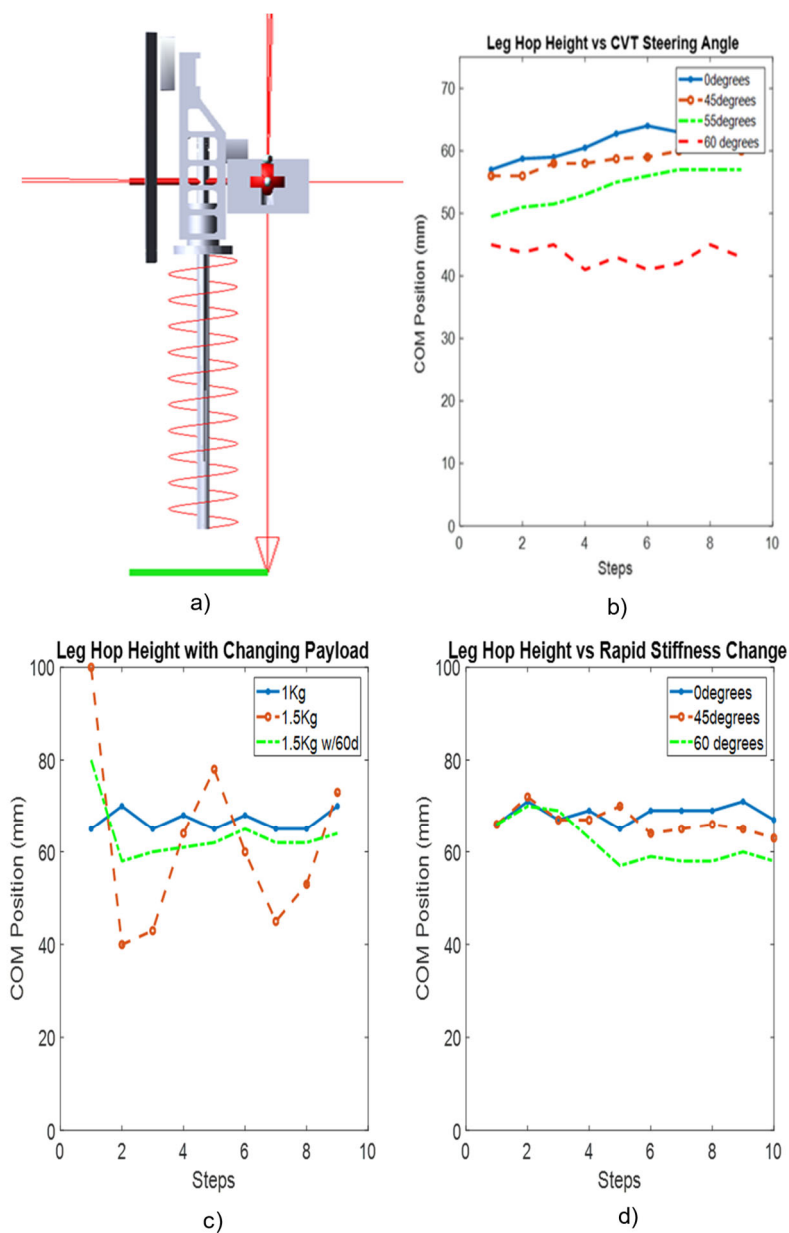 Leg Hop Height vs CVT Steering Angle
0degrees
45degrees
55degrees
60 degrees
70
60
50
40
30
20
10
0
COM Position (mm)
0 2 4 6 8 10
Steps
a)
b)
Leg Hop Height with Changing Payload
1Kg
1.5Kg
1.5Kg w/60d
100
80
60
40
20
0
COM Position (mm)
0 2 4 6 8 10
Steps
c)
Leg Hop Height vs Rapid Stiffness Change
0degrees
45degrees
60 degrees
100
80
60
40
20
0
COM Position (mm)
0 2 4 6 8 10
Steps
d)